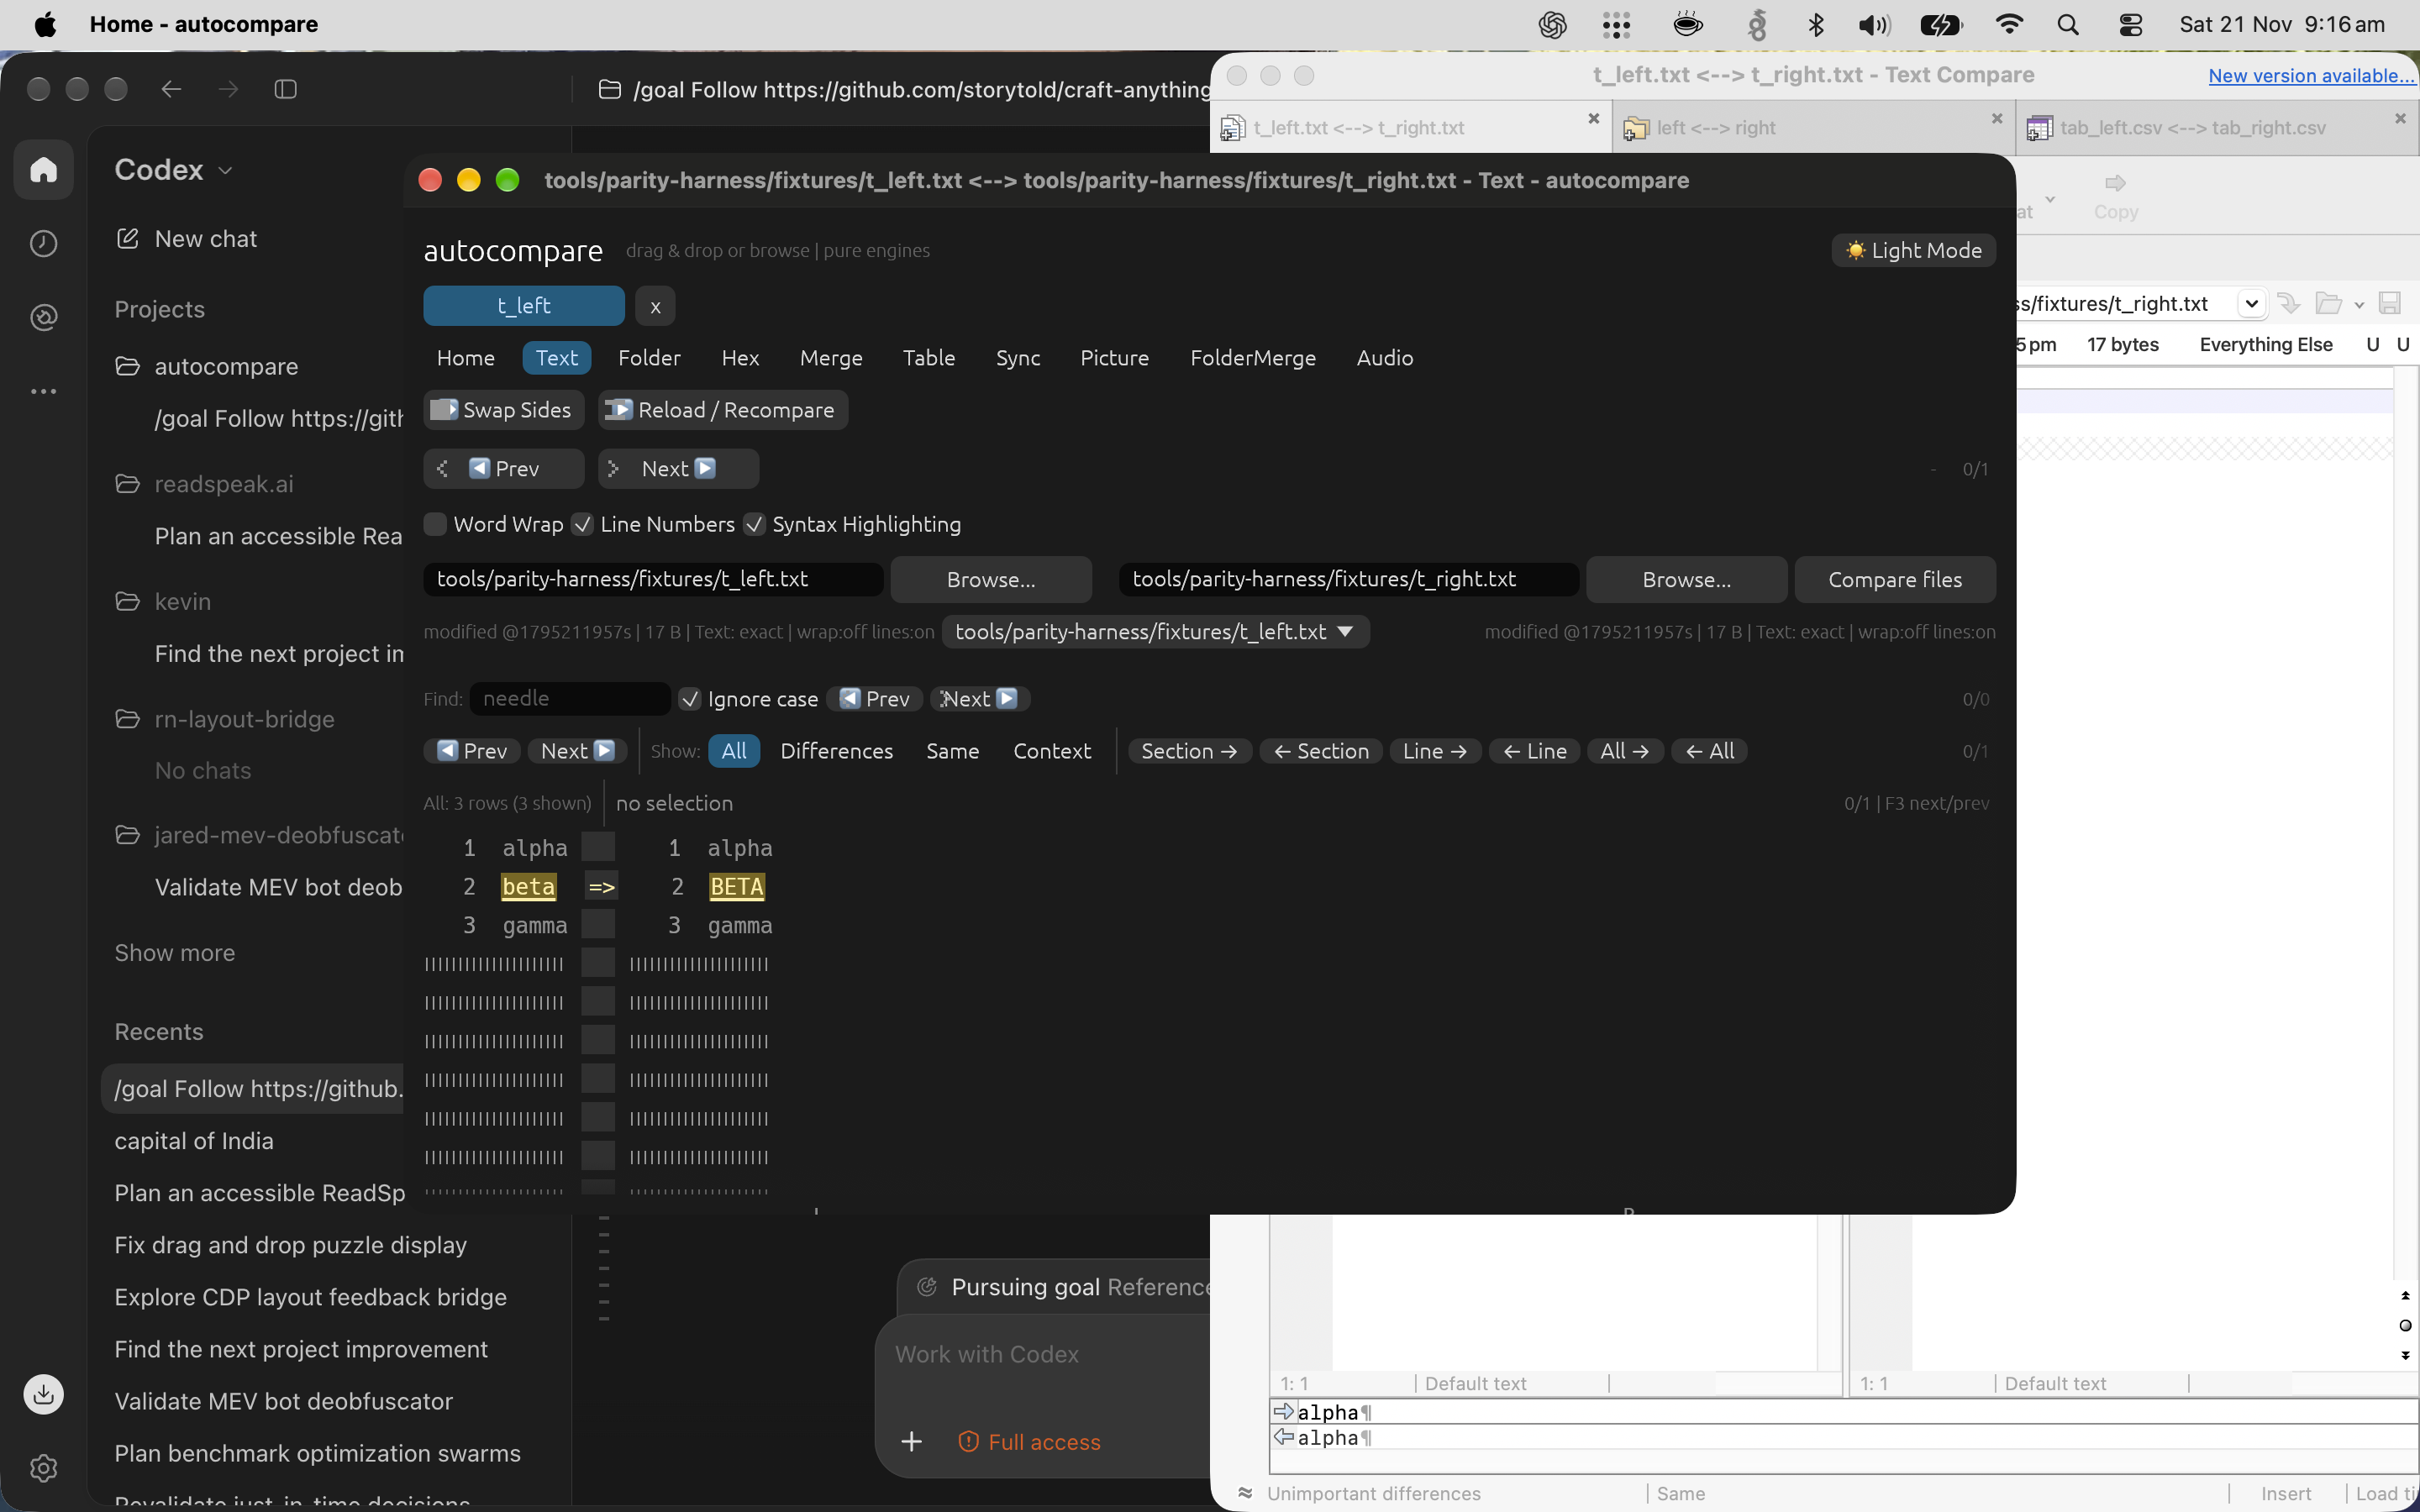 Home - autocompare
Sat 21 Nov 9:16 am
/goal Follow https://github.com/storytold/craft-anything
Codex
New chat
Projects
autocompare
/goal Follow https://gith
readspeak.ai
Plan an accessible Rea
kevin
Find the next project im
rn-layout-bridge
No chats
jared-mev-deobfuscat
Validate MEV bot deob
Show more
Recents
/goal Follow https://github.
capital of India
Plan an accessible ReadSp
Fix drag and drop puzzle display
Explore CDP layout feedback bridge
Find the next project improvement
Validate MEV bot deobfuscator
Plan benchmark optimization swarms
Revalidate just-in-time decisions
t_left.txt <--> t_right.txt - Text Compare
New version available...
t_left.txt <--> t_right.txt
left <--> right
tab_left.csv <--> tab_right.csv
at
Copy
ss/fixtures/t_right.txt
5 pm 17 bytes Everything Else U U
tools/parity-harness/fixtures/t_left.txt <--> tools/parity-harness/fixtures/t_right.txt - Text - autocompare
autocompare drag & drop or browse | pure engines Light Mode
t_left x
Home Text Folder Hex Merge Table Sync Picture FolderMerge Audio
Swap Sides Reload / Recompare
< Prev > Next - 0/1
Word Wrap Line Numbers Syntax Highlighting
tools/parity-harness/fixtures/t_left.txt Browse... tools/parity-harness/fixtures/t_right.txt Browse... Compare files
modified @1795211957s | 17 B | Text: exact | wrap:off lines:on tools/parity-harness/fixtures/t_left.txt modified @1795211957s | 17 B | Text: exact | wrap:off lines:on
Find: needle Ignore case Prev Next 0/0
Prev Next Show: All Differences Same Context Section → ← Section Line → ← Line All → ← All 0/1
All: 3 rows (3 shown) no selection 0/1 | F3 next/prev
1 alpha 1 alpha
2 beta => 2 BETA
3 gamma 3 gamma
Pursuing goal Reference
Work with Codex
Full access
1: 1 Default text 1: 1 Default text
alpha¶
alpha¶
Unimportant differences Same Insert Load ti